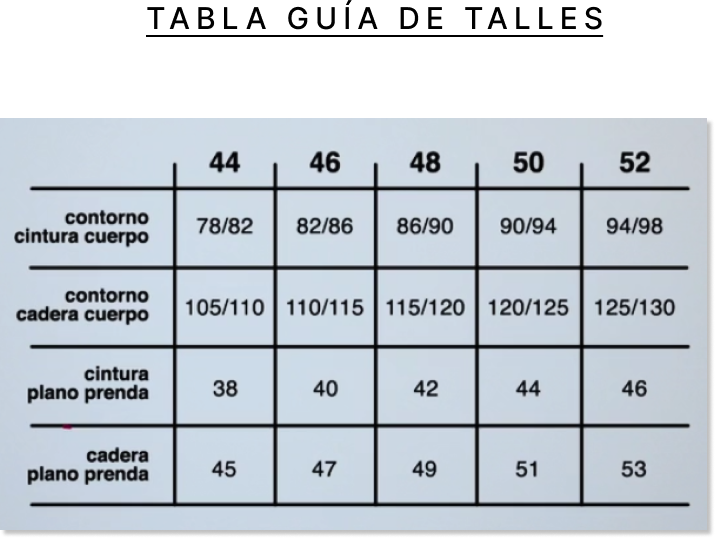 TABLA GUÍA DE TALLES
44 46 48 50 52
contorno
cintura cuerpo 78/82 82/86 86/90 90/94 94/98
contorno
cadera cuerpo 105/110 110/115 115/120 120/125 125/130
cintura
plano prenda 38 40 42 44 46
cadera
plano prenda 45 47 49 51 53